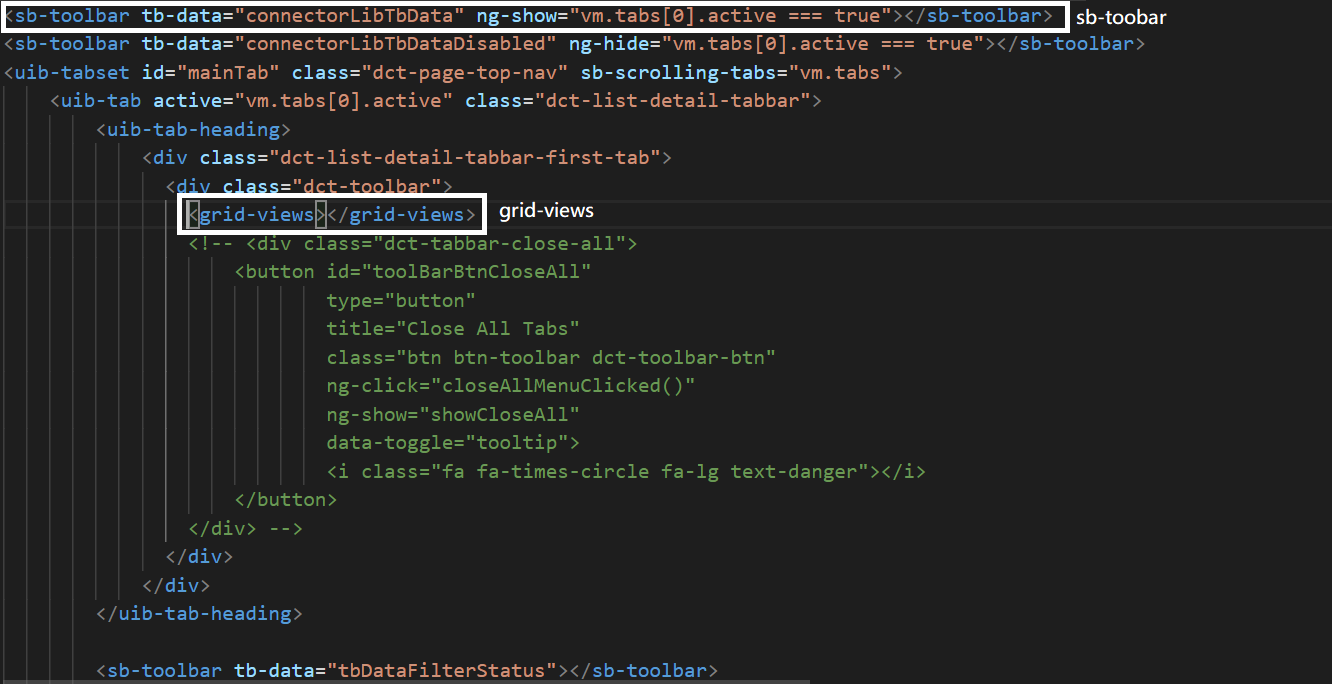 <sb-toolbar tb-data="connectorLibTbData" ng-show="vm.tabs[0].active === true"></sb-toolbar> sb-toobar
<sb-toolbar tb-data="connectorLibTbDataDisabled" ng-hide="vm.tabs[0].active === true"></sb-toolbar>
<uib-tabset id="mainTab" class="dct-page-top-nav" sb-scrolling-tabs="vm.tabs">
<uib-tab active="vm.tabs[0].active" class="dct-list-detail-tabbar">
<uib-tab-heading>
<div class="dct-list-detail-tabbar-first-tab">
<div class="dct-toolbar">
<grid-views></grid-views> grid-views
<!-- <div class="dct-tabbar-close-all">
<button id="toolBarBtnCloseAll"
type="button"
title="Close All Tabs"
class="btn btn-toolbar dct-toolbar-btn"
ng-click="closeAllMenuClicked()"
ng-show="showCloseAll"
data-toggle="tooltip">
<i class="fa fa-times-circle fa-lg text-danger"></i>
</button>
</div> -->
</div>
</div>
</uib-tab-heading>
<sb-toolbar tb-data="tbDataFilterStatus"></sb-toolbar>